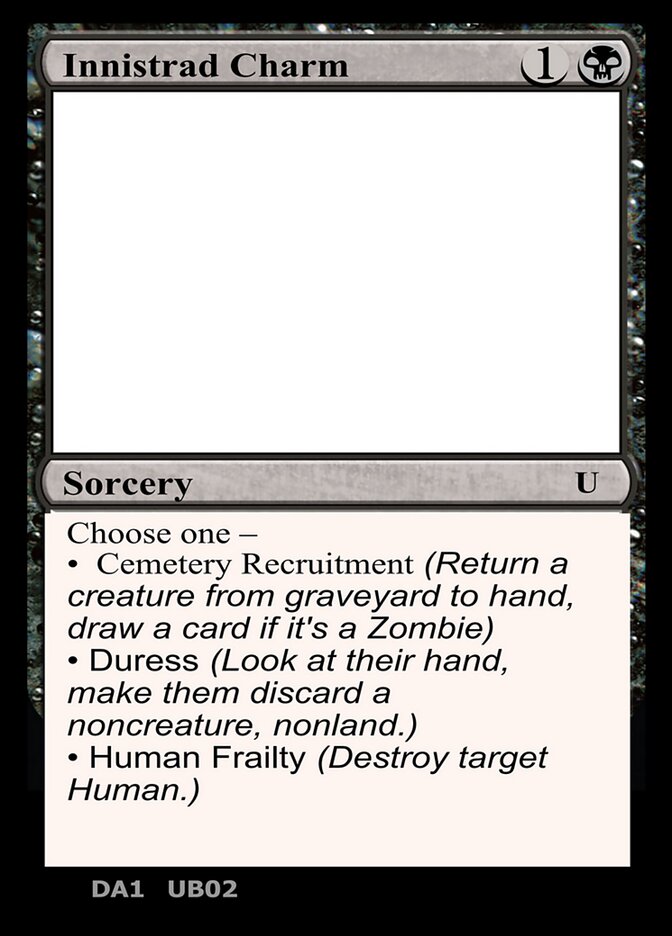 Innistrad Charm 1
Sorcery U
Choose one –
• Cemetery Recruitment (Return a
creature from graveyard to hand,
draw a card if it's a Zombie)
• Duress (Look at their hand,
make them discard a
noncreature, nonland.)
• Human Frailty (Destroy target
Human.)
DA1 UB02